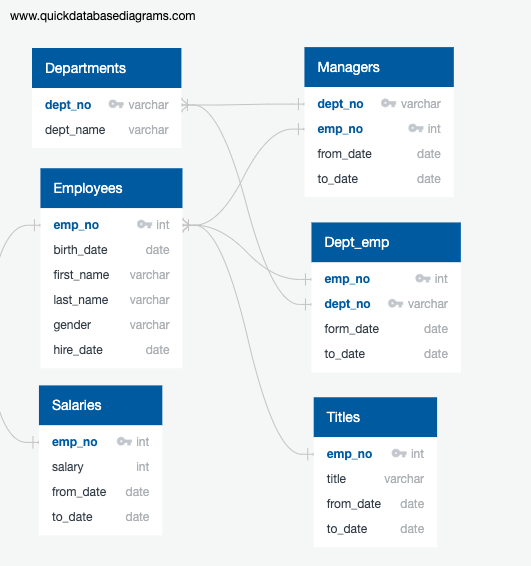 www.quickdatabasediagrams.com
Departments
dept_no varchar
dept_name varchar
Managers
dept_no varchar
emp_no int
from_date date
to_date date
Employees
emp_no int
birth_date date
first_name varchar
last_name varchar
gender varchar
hire_date date
Dept_emp
emp_no int
dept_no varchar
form_date date
to_date date
Salaries
emp_no int
salary int
from_date date
to_date date
Titles
emp_no int
title varchar
from_date date
to_date date